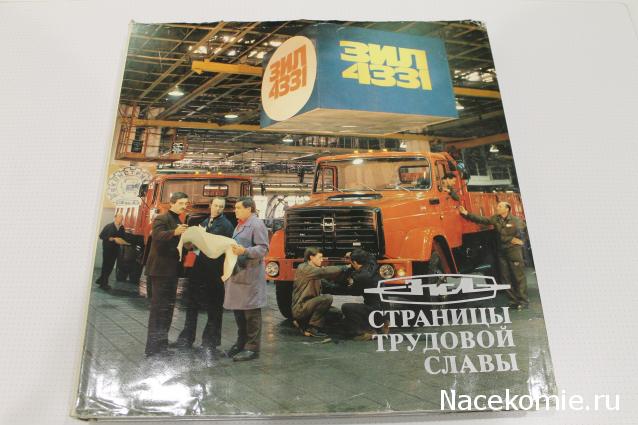 ЗИЛ
4331
ЗИЛ
4331
ЗИЛ
СТРАНИЦЫ
ТРУДОВОЙ
СЛАВЫ
Nacekomie.ru